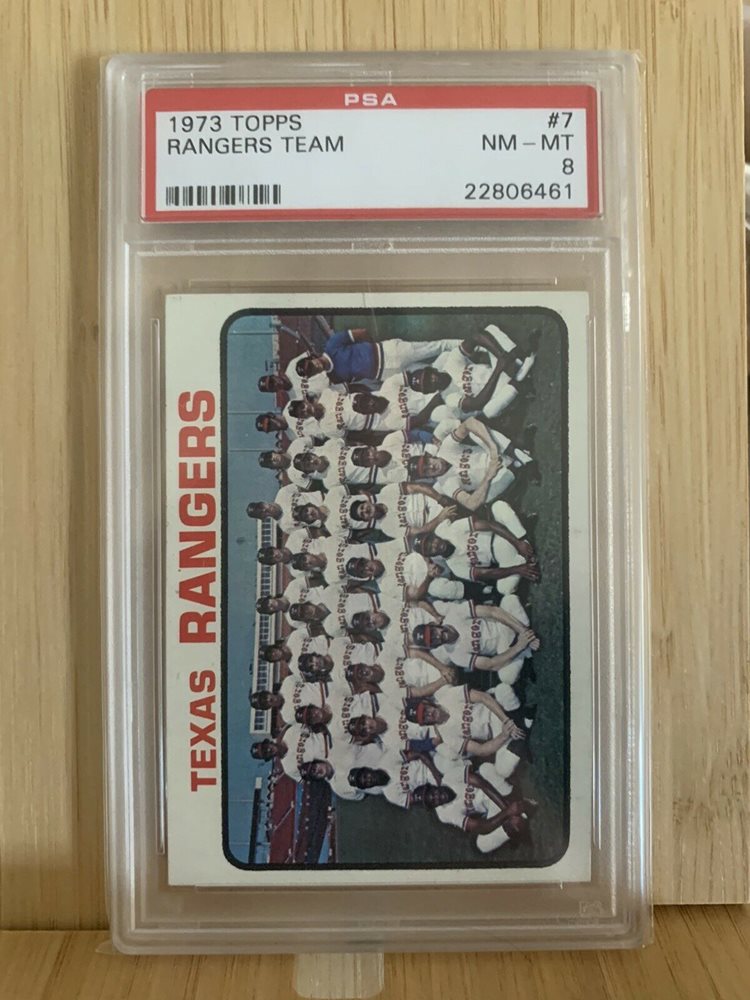 PSA
1973 TOPPS #7
RANGERS TEAM NM-MT
8
22806461
TEXAS RANGERS